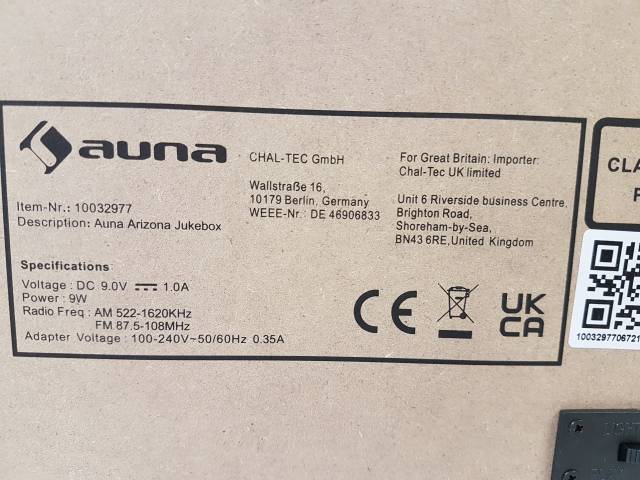 auna
CHAL-TEC GmbH
Wallstraße 16,
10179 Berlin, Germany
WEEE-Nr.: DE 46906833
For Great Britain: Importer:
Chal-Tec UK limited
Unit 6 Riverside business Centre,
Brighton Road,
Shoreham-by-Sea,
BN43 6RE,United Kingdom
Item-Nr.: 10032977
Description: Auna Arizona Jukebox
Specifications
Voltage : DC 9.0V ⎓ 1.0A
Power : 9W
Radio Freq : AM 522-1620KHz
FM 87.5-108MHz
Adapter Voltage : 100-240V~50/60Hz 0.35A
CE
UK
CA
CLA
1003297706721
LIGHT